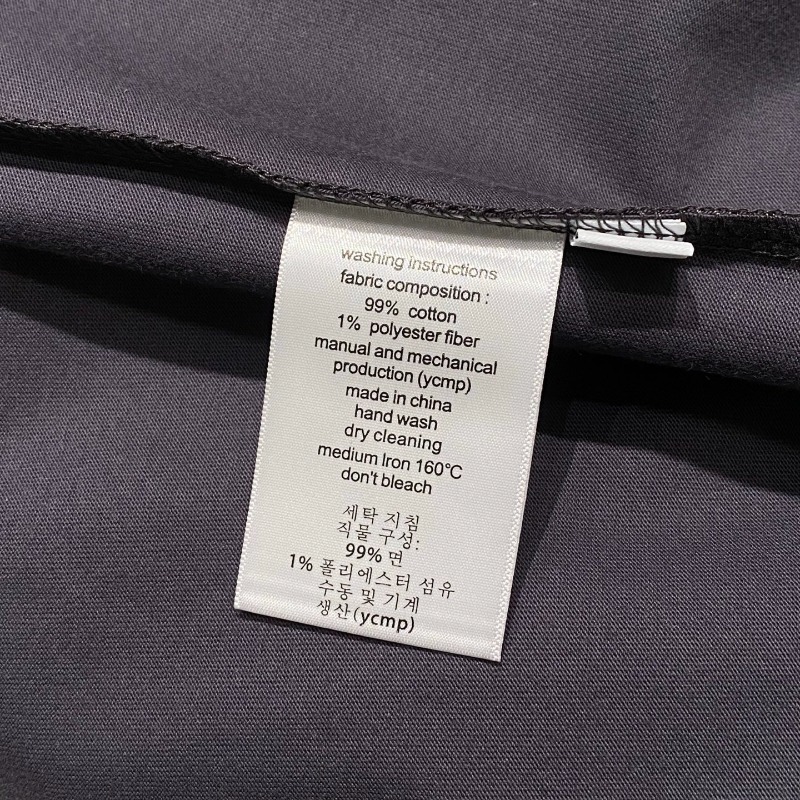 washing instructions
fabric composition :
99% cotton
1% polyester fiber
manual and mechanical
production (ycmp)
made in china
hand wash
dry cleaning
medium Iron 160℃
don't bleach
세탁 지침
직물 구성:
99% 면
1% 폴리에스터 섬유
수동 및 기계
생산(ycmp)